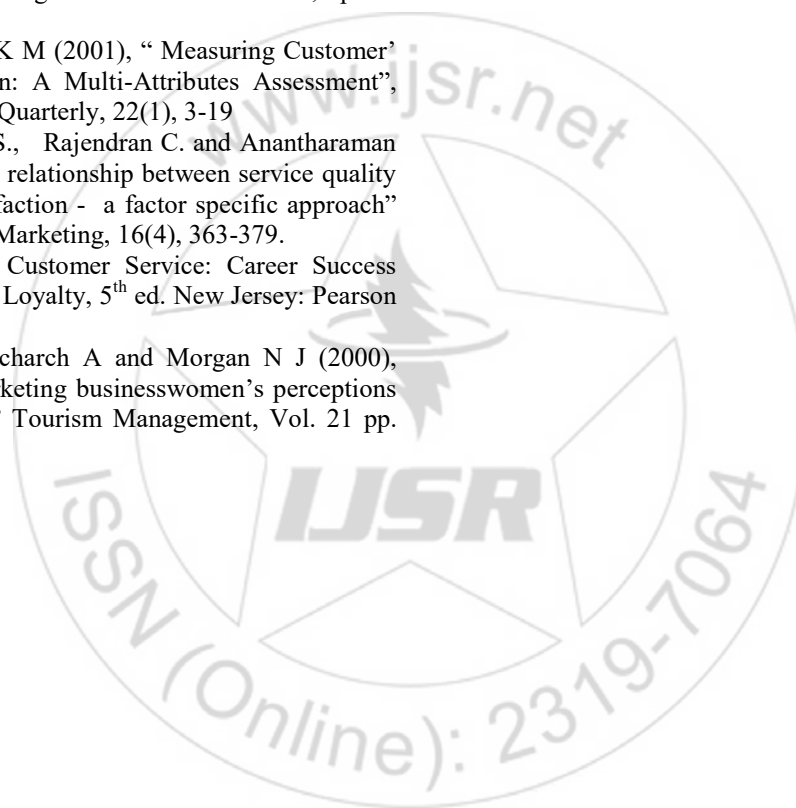 K M (2001), “ Measuring Customer’
n: A Multi-Attributes Assessment”,
Quarterly, 22(1), 3-19
S., Rajendran C. and Anantharaman
relationship between service quality
faction - a factor specific approach”
Marketing, 16(4), 363-379.
Customer Service: Career Success
Loyalty, 5th ed. New Jersey: Pearson
charch A and Morgan N J (2000),
keting businesswomen’s perceptions
Tourism Management, Vol. 21 pp.
www.ijsr.net
IJSR
ISSN (Online): 2319-7064